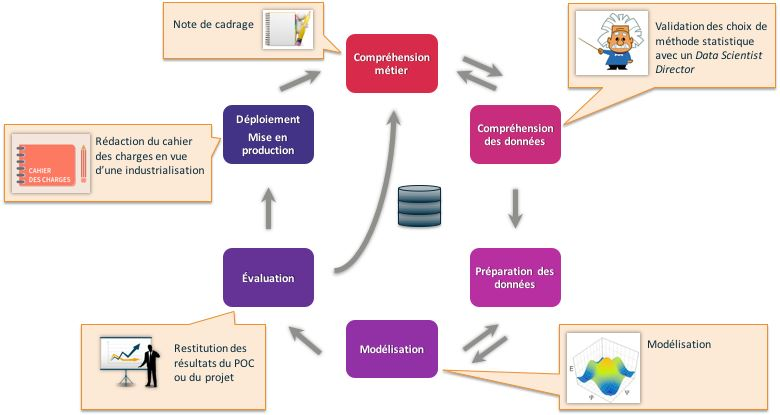 Note de cadrage
Compréhension
métier
Validation des choix de
méthode statistique
avec un Data Scientist
Director
Déploiement
Mise en
production
Compréhension
des données
Rédaction du cahier
des charges en vue
d'une industrialisation
CAHIER
DES CHARGES
Évaluation
Préparation des
données
Restitution des
résultats du POC
ou du projet
Modélisation
Modélisation
E
φ
ψ